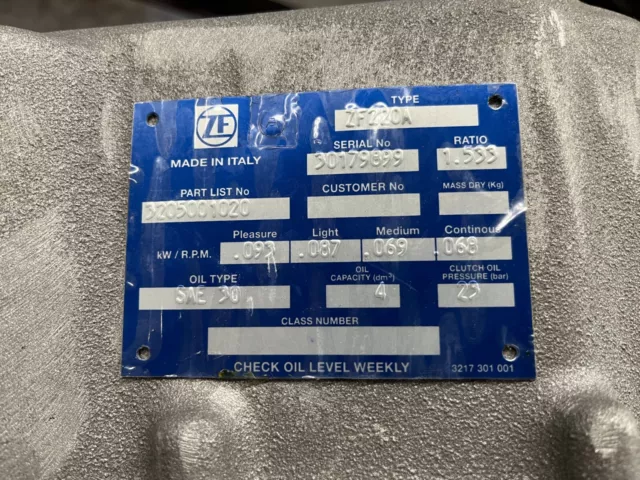 TYPE
ZF
ZF220A
SERIAL No
RATIO
MADE IN ITALY
30179899
1.533
PART LIST No
CUSTOMER No
MASS DRY (Kg)
3205001020
Pleasure Light Medium Continous
kW / R.P.M. .093 .087 .069 .068
OIL TYPE
OIL CAPACITY (dm³)
CLUTCH OIL PRESSURE (bar)
SAE 30
4
23
CLASS NUMBER
CHECK OIL LEVEL WEEKLY
3217 301 001